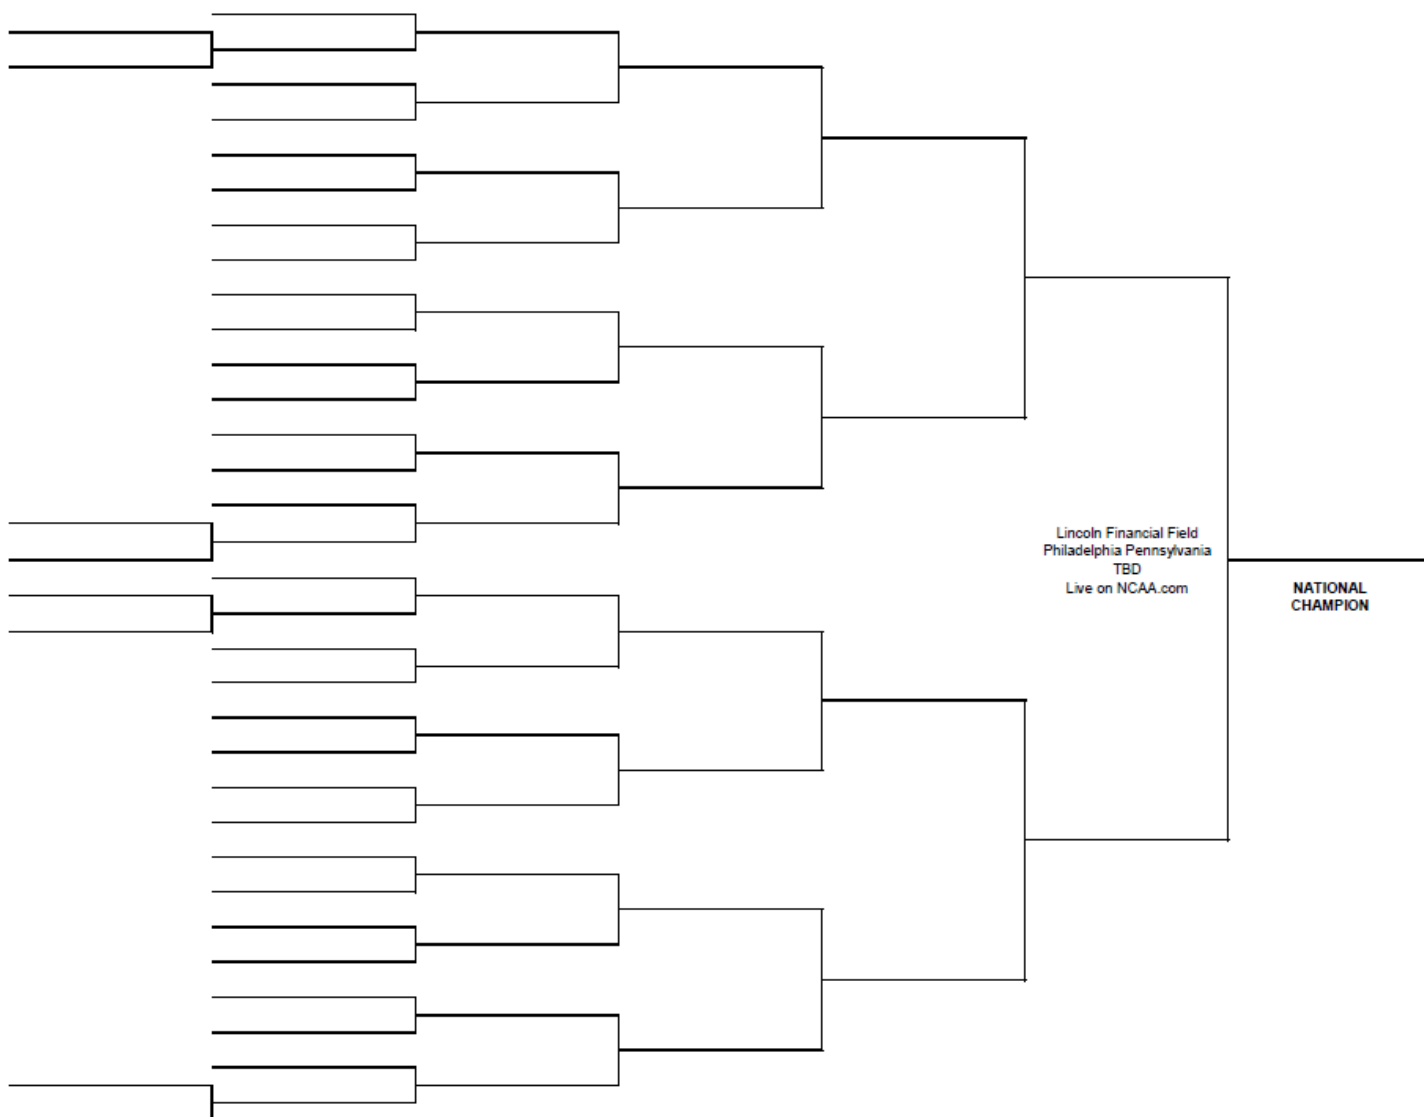 Lincoln Financial Field
Philadelphia Pennsylvania
TBD
Live on NCAA.com
NATIONAL
CHAMPION